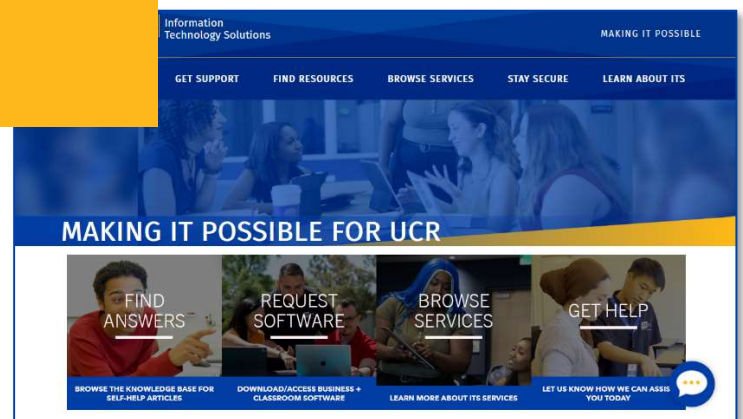 Information
Technology Solutions
MAKING IT POSSIBLE
GET SUPPORT FIND RESOURCES BROWSE SERVICES STAY SECURE LEARN ABOUT ITS
MAKING IT POSSIBLE FOR UCR
FIND
ANSWERS
BROWSE THE KNOWLEDGE BASE FOR
SELF-HELP ARTICLES
REQUEST
SOFTWARE
DOWNLOAD/ACCESS BUSINESS +
CLASSROOM SOFTWARE
BROWSE
SERVICES
LEARN MORE ABOUT ITS SERVICES
GET HELP
LET US KNOW HOW WE CAN ASSIS
YOU TODAY